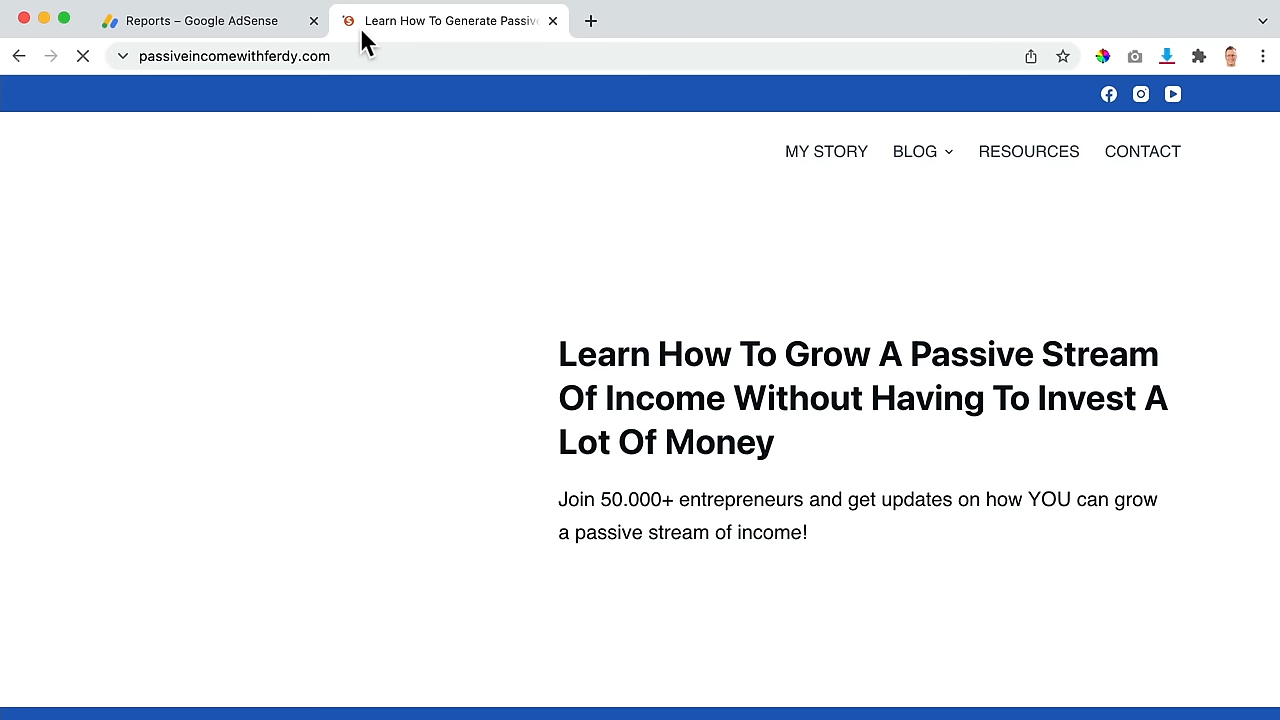 Reports – Google AdSense
Learn How To Generate Passiv
passiveincomewithferdy.com
MY STORY BLOG RESOURCES CONTACT
Learn How To Grow A Passive Stream
Of Income Without Having To Invest A
Lot Of Money
Join 50.000+ entrepreneurs and get updates on how YOU can grow
a passive stream of income!